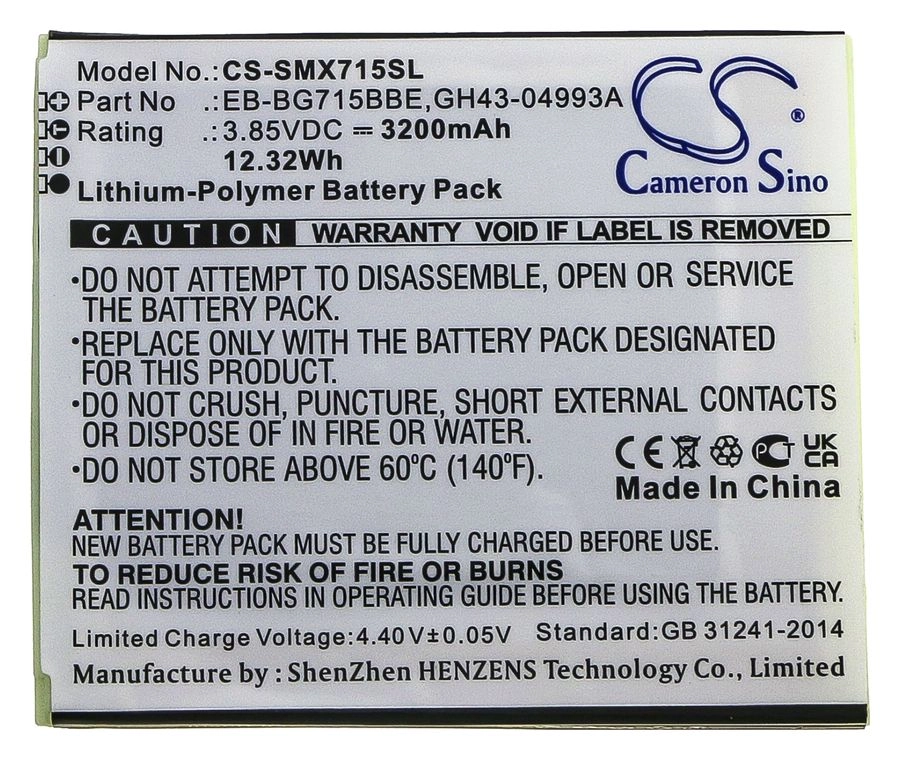 Model No.: CS-SMX715SL
Part No. .: EB-BG715BBE,GH43-04993A
Rating .: 3.85VDC = 3200mAh
12.32Wh
Lithium-Polymer Battery Pack
CS ®
Cameron Sino
CAUTION WARRANTY VOID IF LABEL IS REMOVED
•DO NOT ATTEMPT TO DISASSEMBLE, OPEN OR SERVICE
THE BATTERY PACK.
•REPLACE ONLY WITH THE BATTERY PACK DESIGNATED
FOR THIS PRODUCT.
•DO NOT CRUSH, PUNCTURE, SHORT EXTERNAL CONTACTS
OR DISPOSE OF IN FIRE OR WATER.
•DO NOT STORE ABOVE 60°C (140°F).
CE UKCA
Made In China
ATTENTION!
NEW BATTERY PACK MUST BE FULLY CHARGED BEFORE USE.
TO REDUCE RISK OF FIRE OR BURNS
READ INSTRUCTIONS IN OPERATING GUIDE BEFORE USING THE BATTERY.
Limited Charge Voltage:4.40V±0.05V Standard:GB 31241-2014
Manufacture by : ShenZhen HENZENS Technology Co., Limited